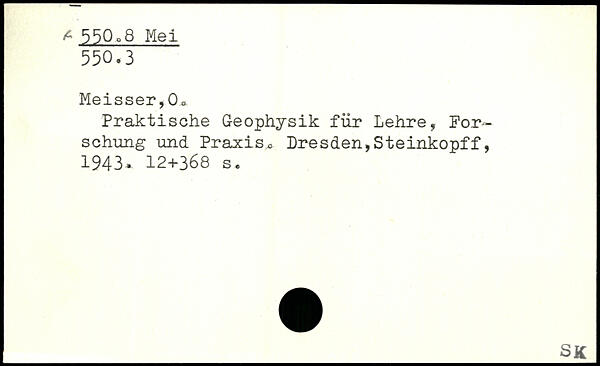 550.8 Mei
550.3
Meisser,O.
Praktische Geophysik für Lehre, For-
schung und Praxis. Dresden,Steinkopff,
1943. 12+368 s.
SK